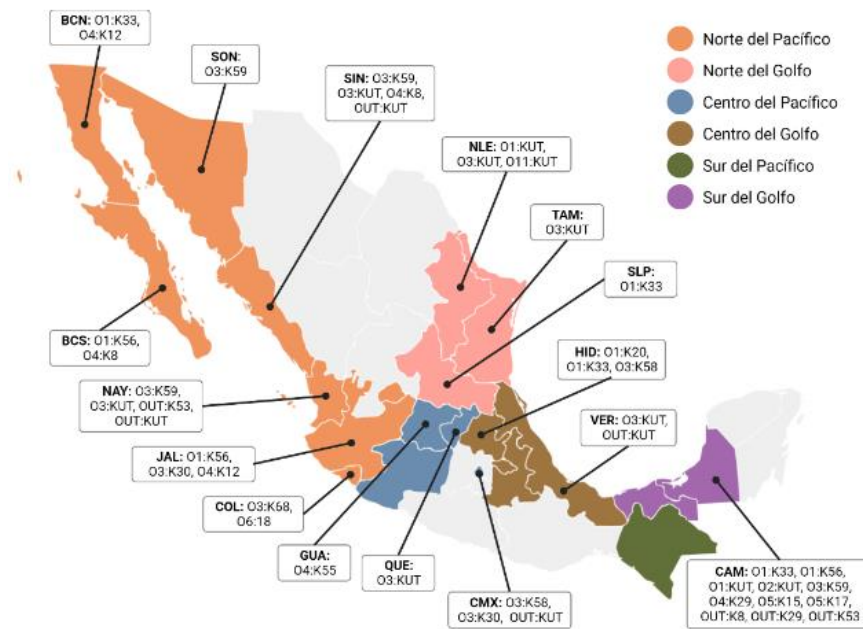 BCN: O1:K33,
O4:K12
SON:
O3:K59
SIN: O3:K59,
O3:KUT, O4:K8,
OUT:KUT
Norte del Pacífico
Norte del Golfo
Centro del Pacífico
Centro del Golfo
Sur del Pacífico
Sur del Golfo
NLE: O1:KUT,
O3:KUT, O11:KUT
TAM:
O3:KUT
SLP:
O1:K33
BCS: O1:K56,
O4:K8
HID: O1:K20,
O1:K33, O3:K58
NAY: O3:K59,
O3:KUT, OUT:K53,
OUT:KUT
VER: O3:KUT,
OUT:KUT
JAL: O1:K56,
O3:K30, O4:K12
COL: O3:K68,
O6:18
GUA:
O4:K55
QUE:
O3:KUT
CMX: O3:K58,
O3:K30, OUT:KUT
CAM: O1:K33, O1:K56,
O1:KUT, O2:KUT, O3:K59,
O4:K29, O5:K15, O5:K17,
OUT:K8, OUT:K29, OUT:K53